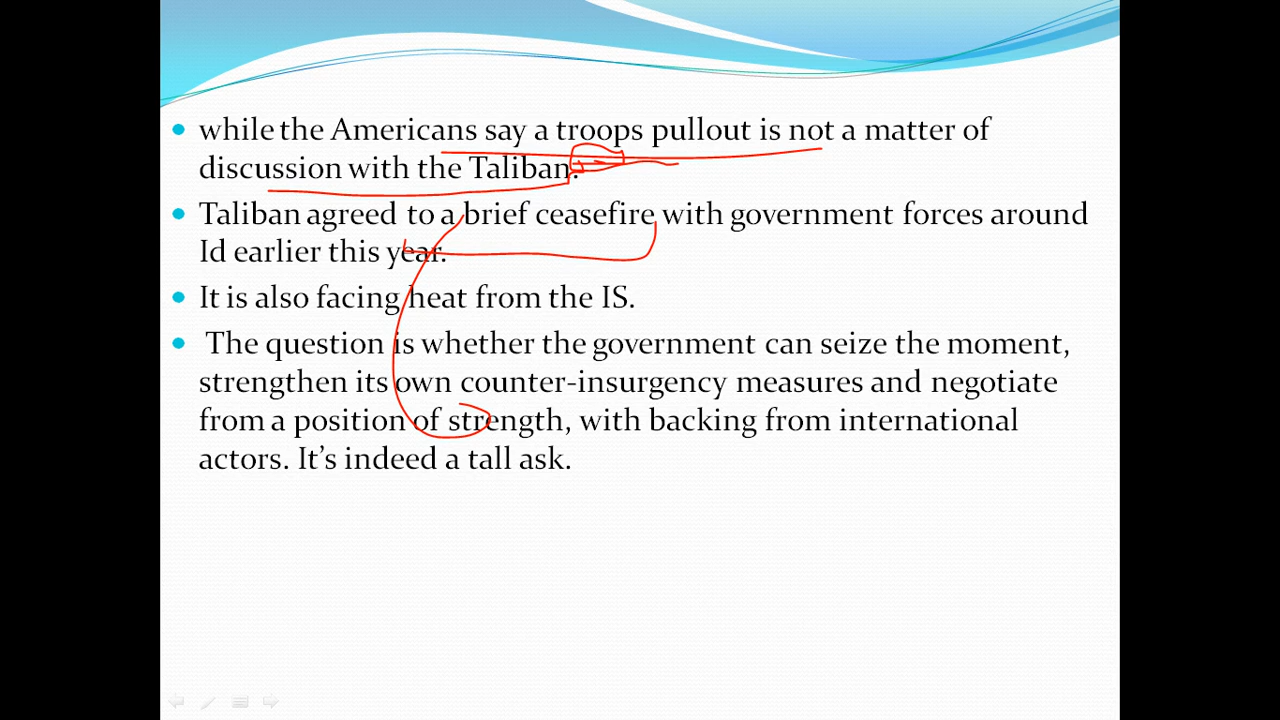 while the Americans say a troops pullout is not a matter of
discussion with the Taliban.
Taliban agreed to a brief ceasefire with government forces around
Id earlier this year.
It is also facing heat from the IS.
The question is whether the government can seize the moment,
strengthen its own counter-insurgency measures and negotiate
from a position of strength, with backing from international
actors. It’s indeed a tall ask.